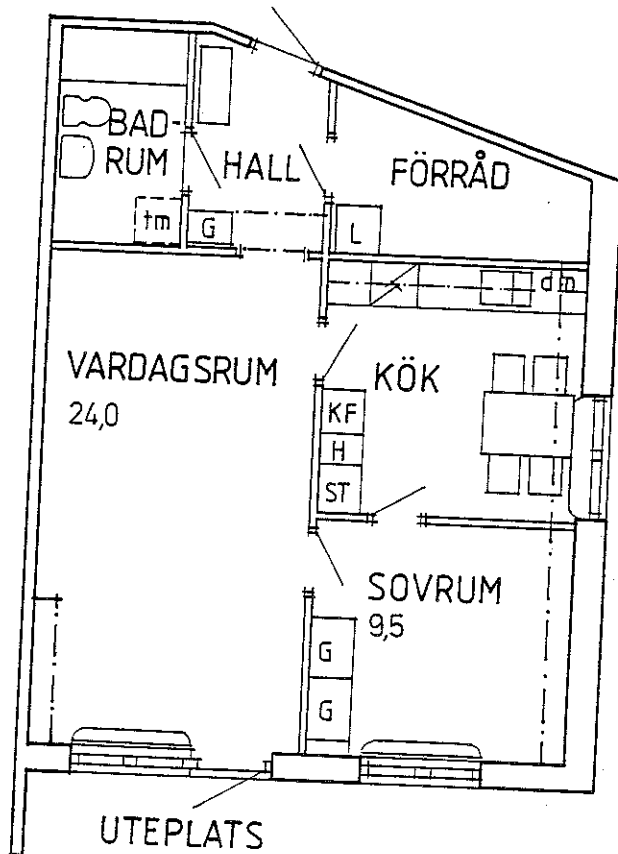 BAD-
RUM
HALL
FÖRRÅD
tm
G
L
dm
VARDAGSRUM
24,0
KÖK
KF
H
ST
SOVRUM
9,5
G
G
UTEPLATS